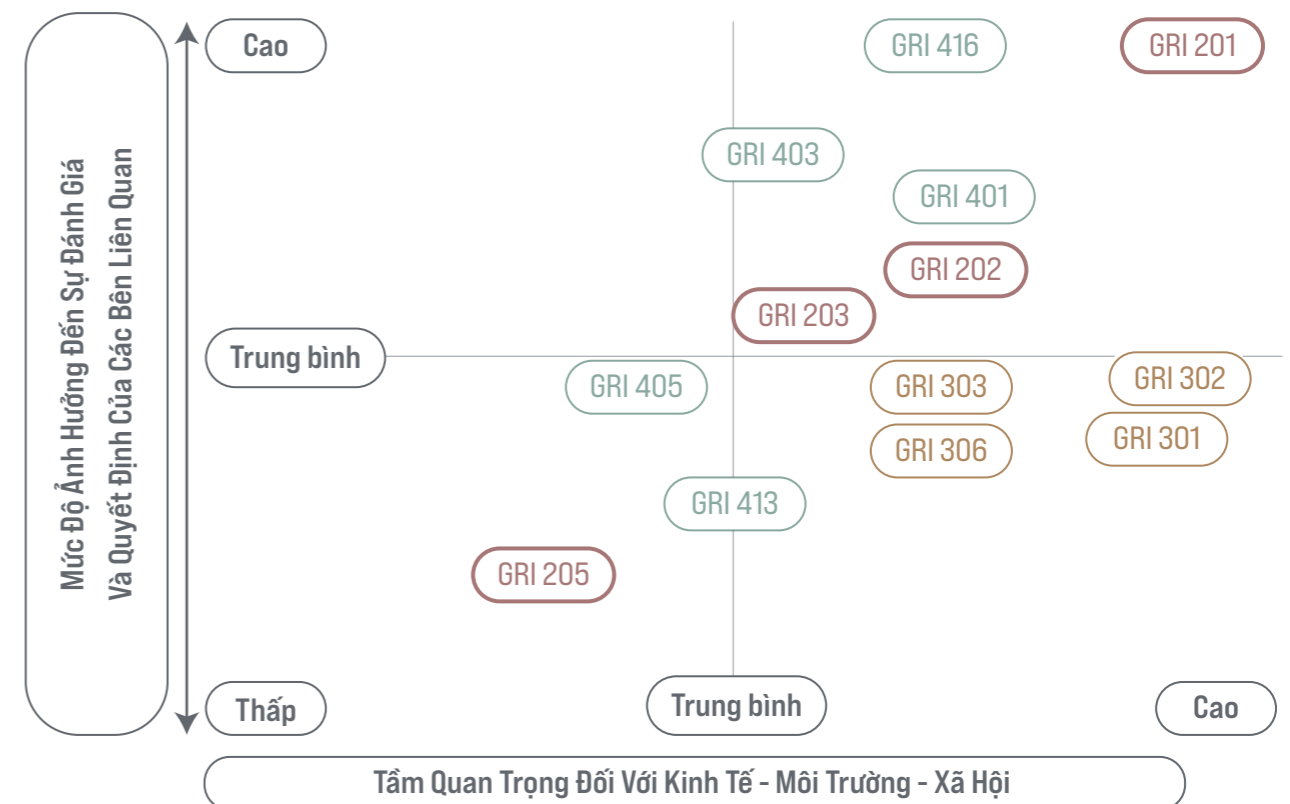 Mức Độ Ảnh Hưởng Đến Sự Đánh Giá
Và Quyết Định Của Các Bên Liên Quan
Cao
GRI 416
GRI 201
GRI 403
GRI 401
GRI 202
GRI 203
Trung bình
GRI 405
GRI 303
GRI 302
GRI 306
GRI 301
GRI 413
GRI 205
Thấp
Trung bình
Cao
Tầm Quan Trọng Đối Với Kinh Tế - Môi Trường - Xã Hội